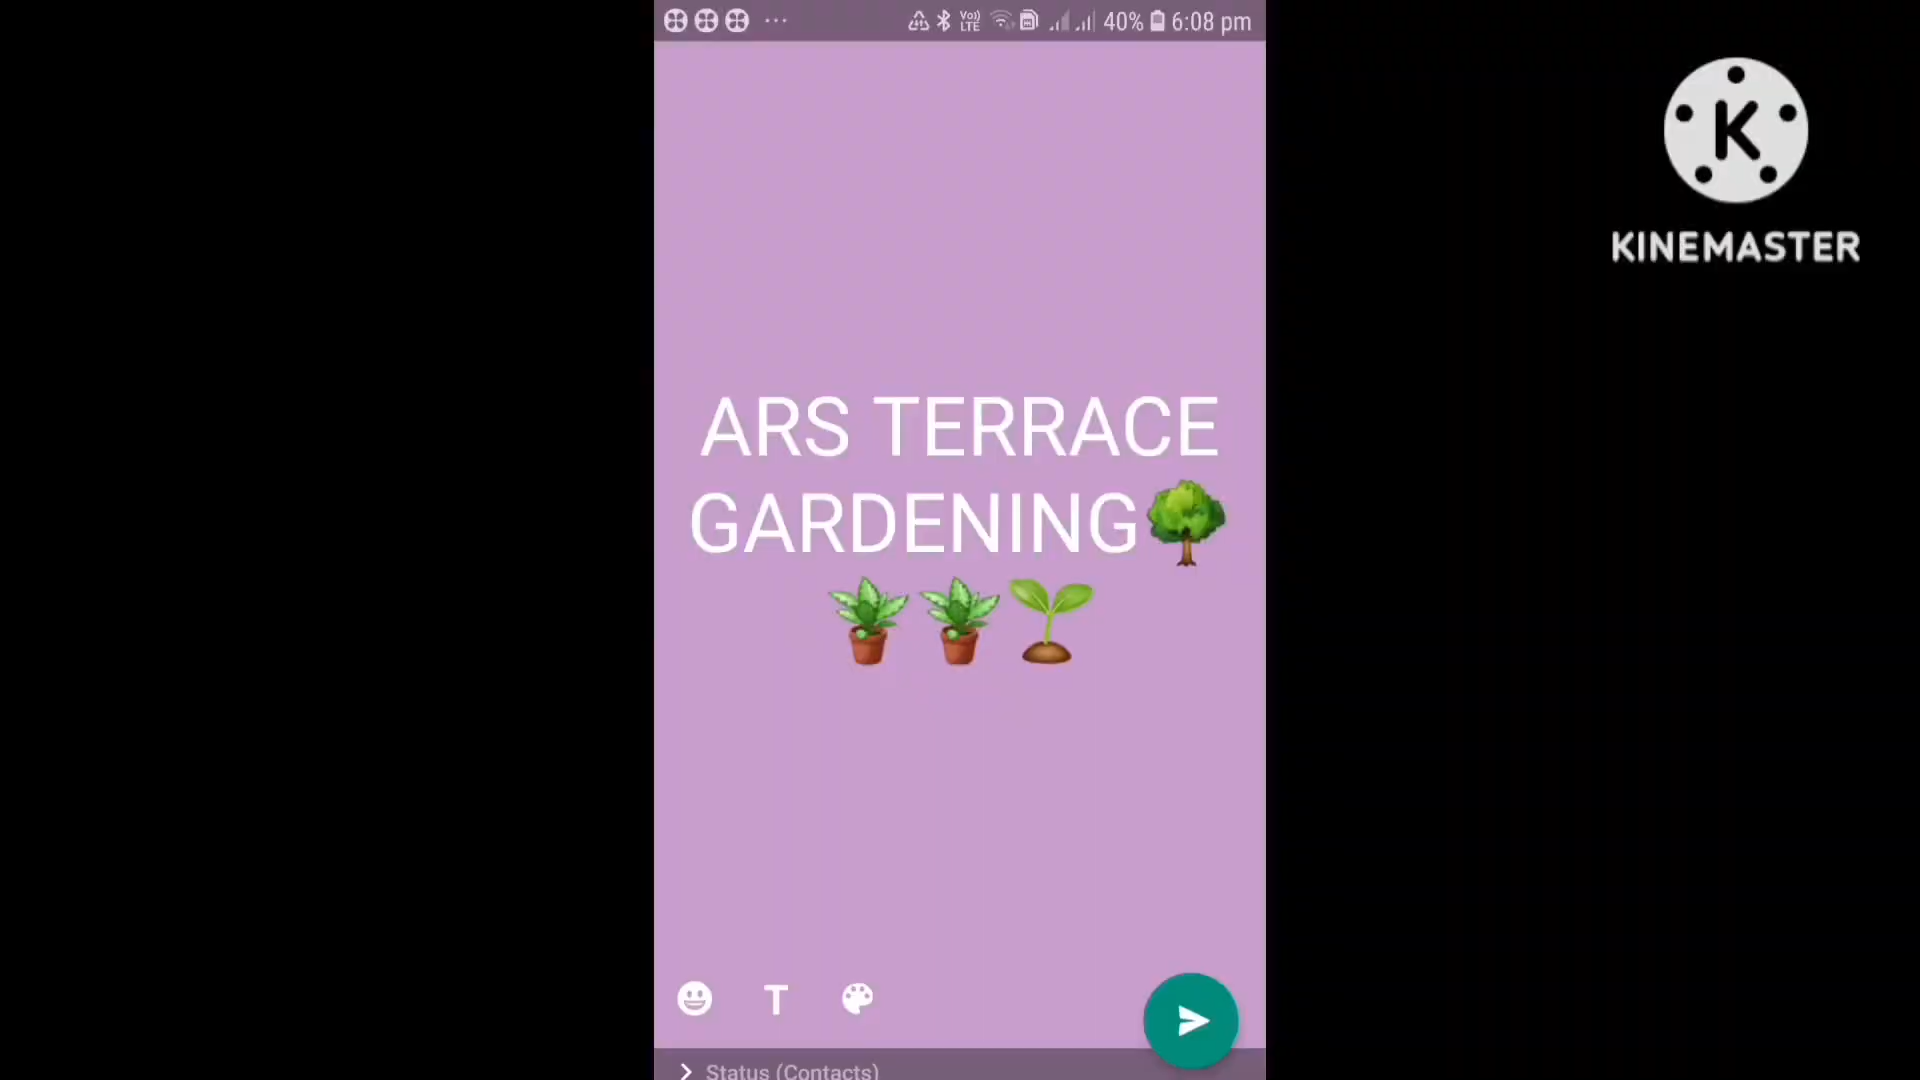 40% 6:08 pm
K
KINEMASTER
ARS TERRACE
GARDENING
T
Status (Contacts)